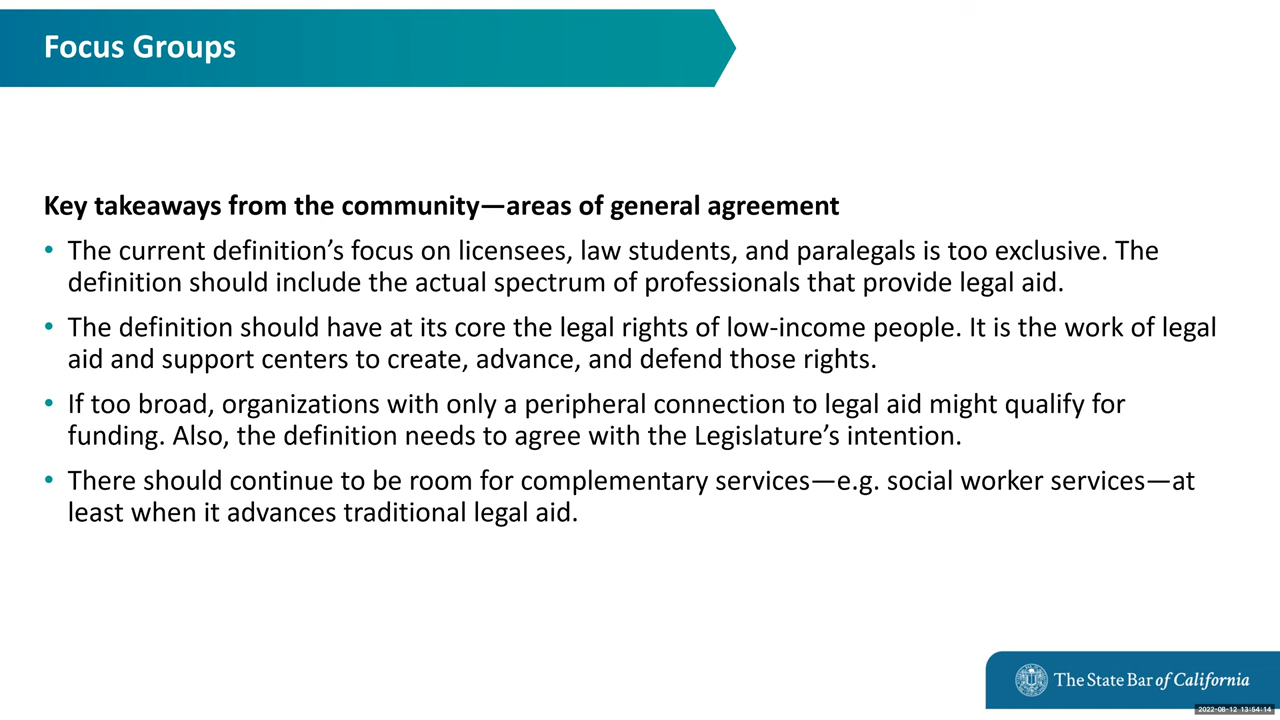 Focus Groups
Key takeaways from the community—areas of general agreement
• The current definition’s focus on licensees, law students, and paralegals is too exclusive. The
definition should include the actual spectrum of professionals that provide legal aid.
• The definition should have at its core the legal rights of low-income people. It is the work of legal
aid and support centers to create, advance, and defend those rights.
• If too broad, organizations with only a peripheral connection to legal aid might qualify for
funding. Also, the definition needs to agree with the Legislature’s intention.
• There should continue to be room for complementary services—e.g. social worker services—at
least when it advances traditional legal aid.
The State Bar of California
2022-08-12 13:54:14